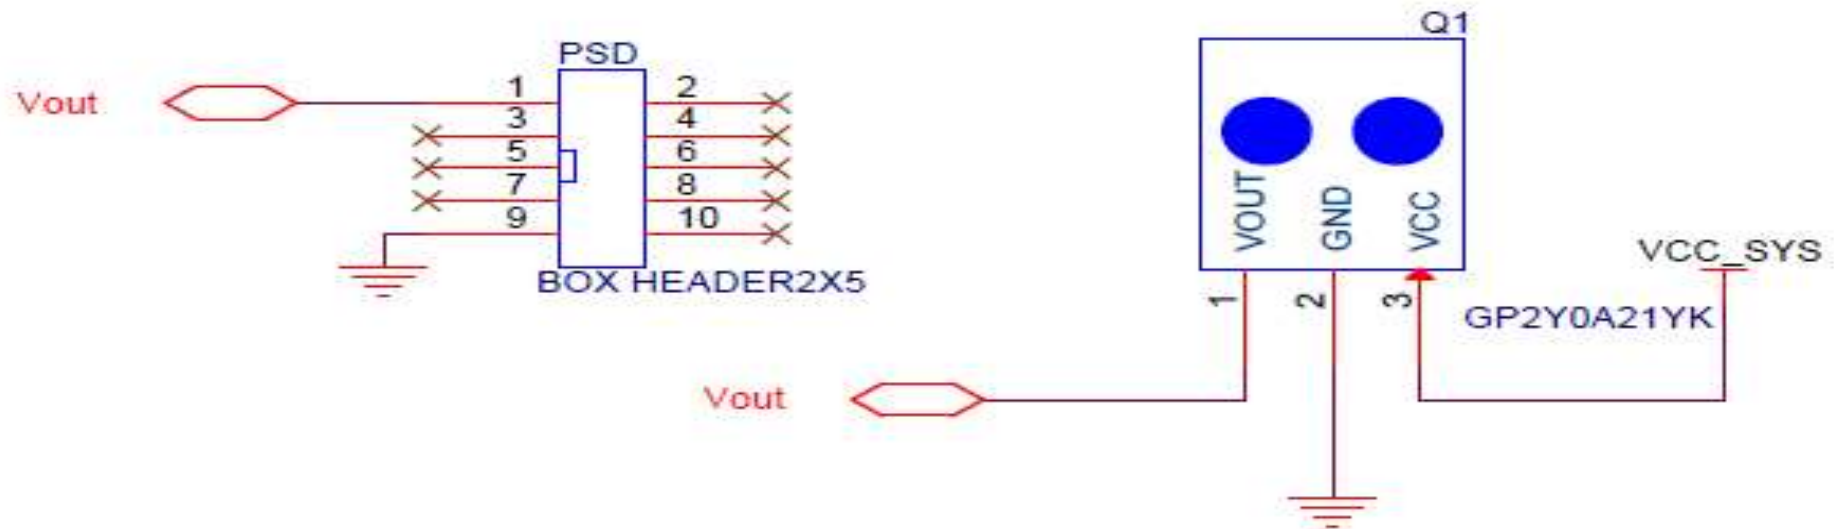 Q1
PSD
Vout
1 2
3 4
5 6
7 8
9 10
BOX HEADER2X5
VOUT GND VCC
VCC_SYS
1 2 3
GP2Y0A21YK
Vout